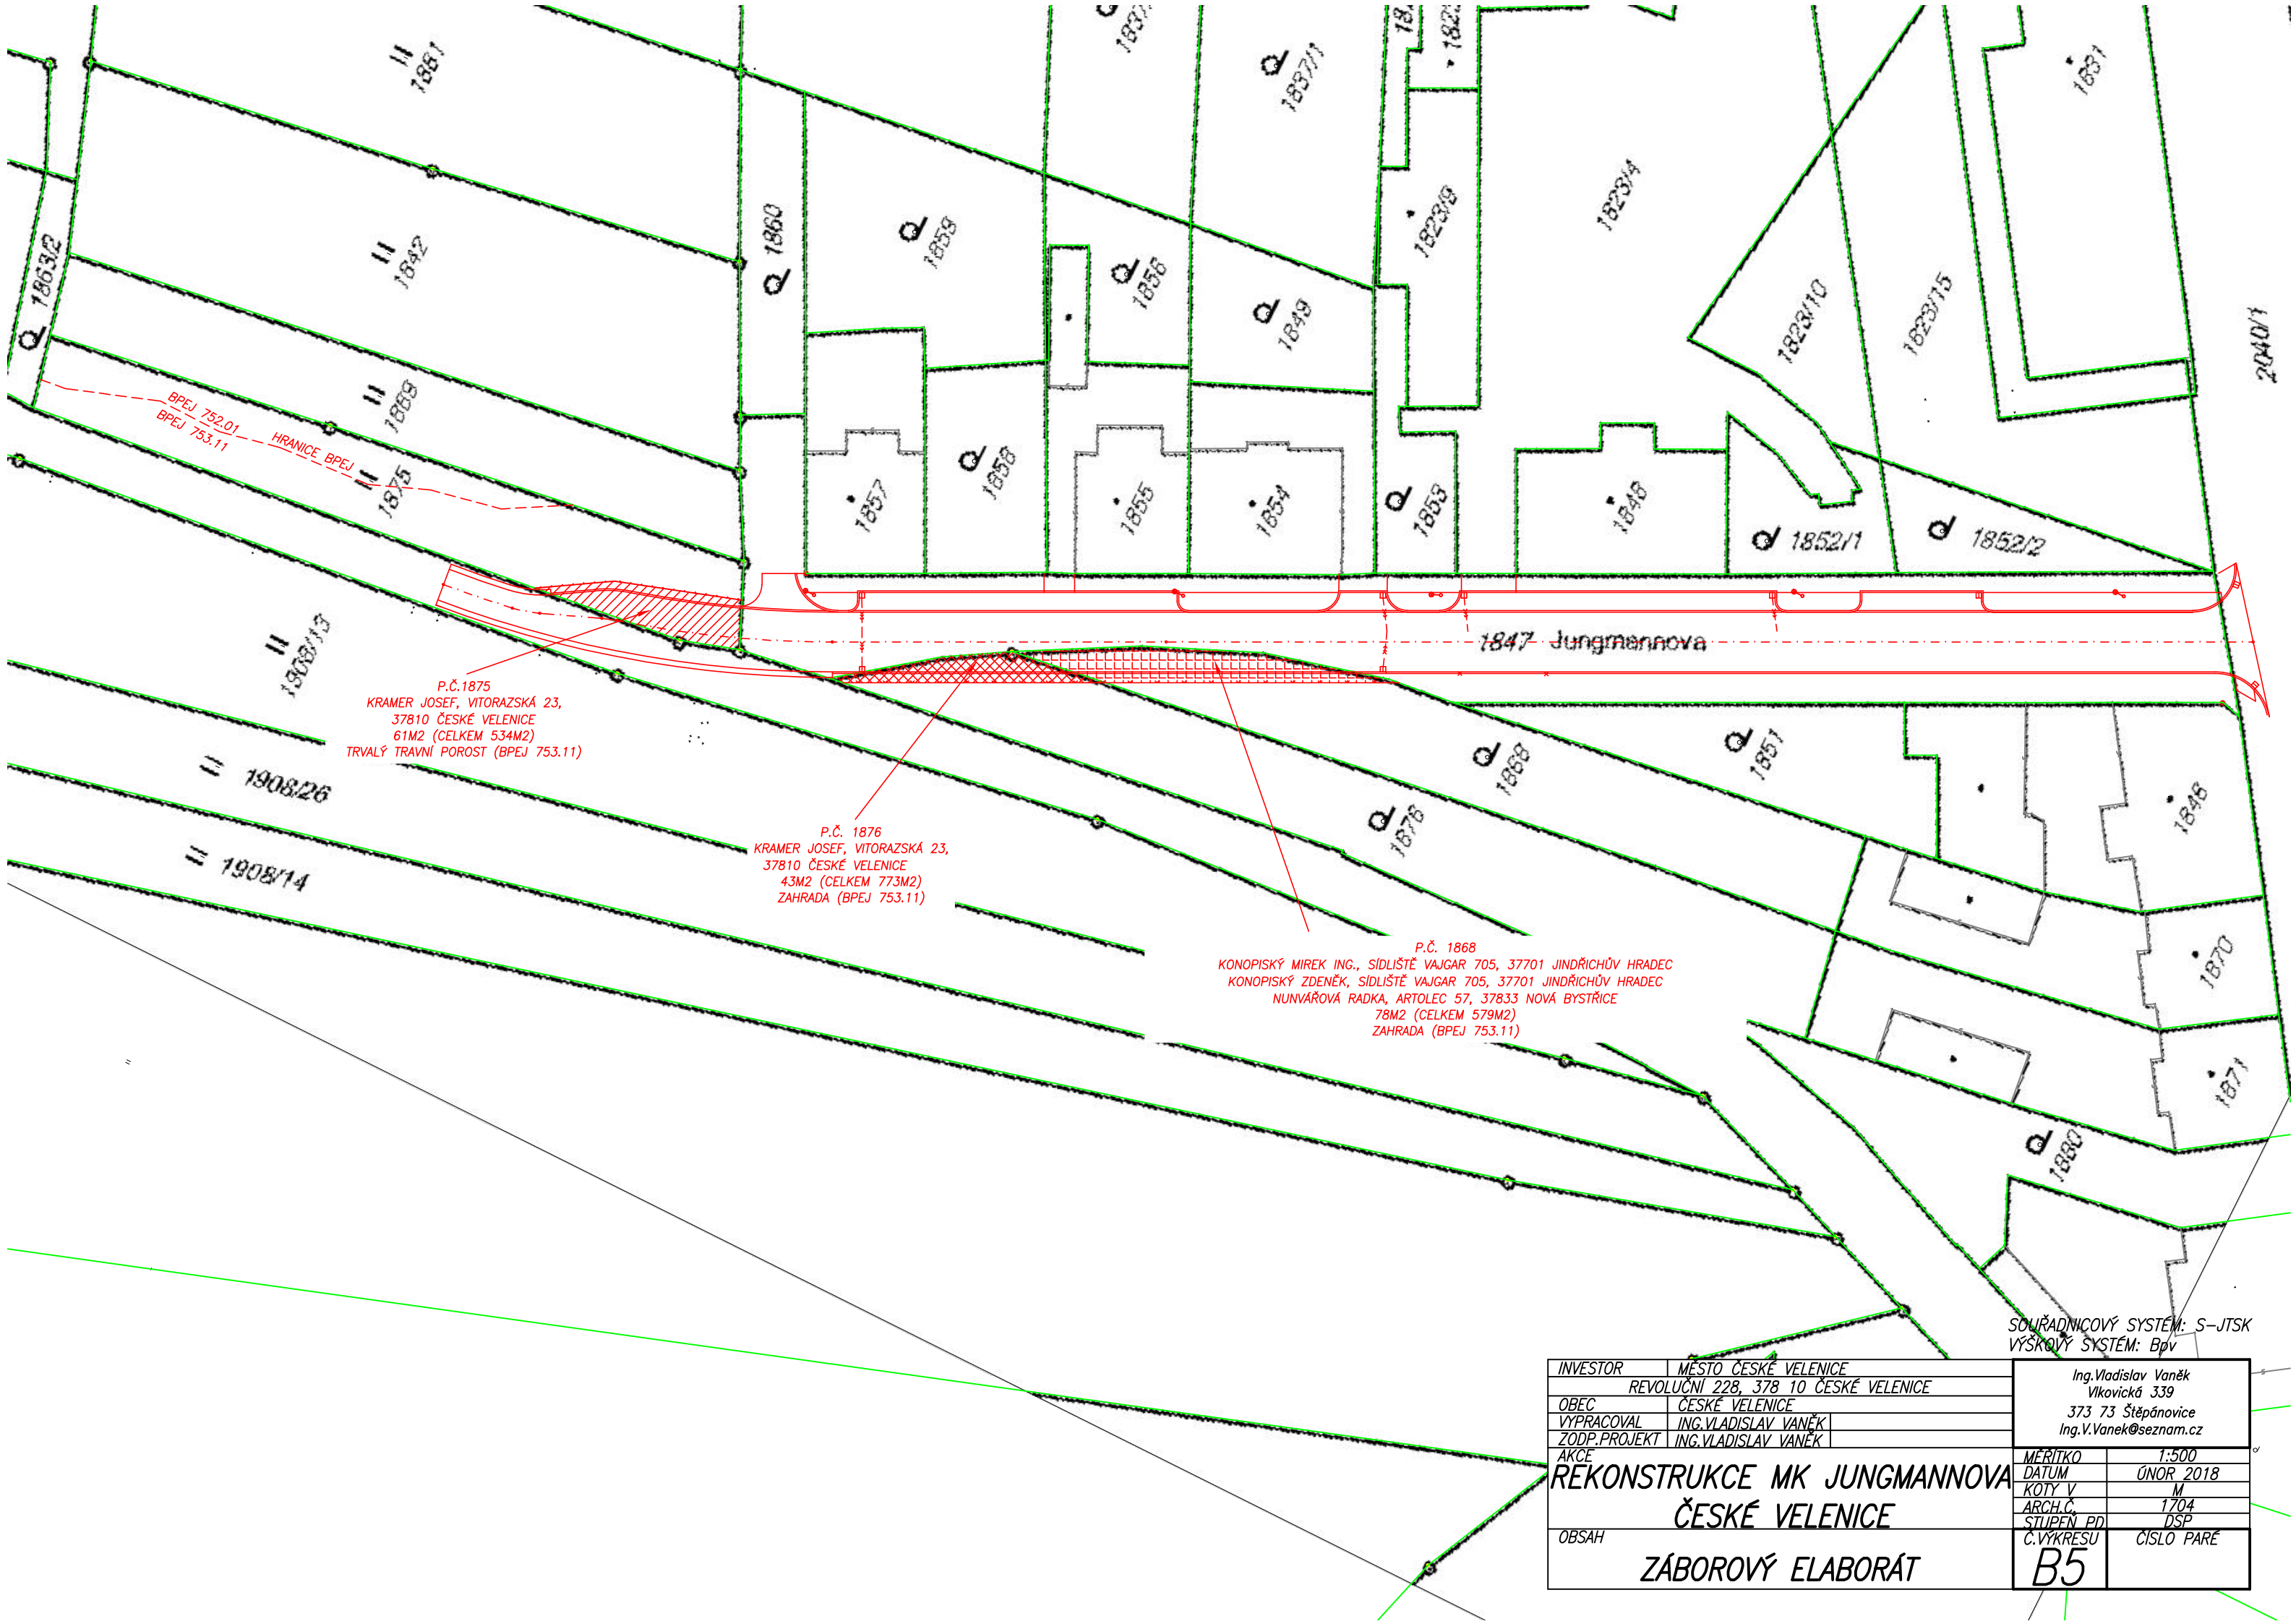 1881
1837/1
1831
1863/2
1842
1860
1859
1856
1849
1823/9
1823/4
1823/10
1823/15
2040/1
1869
1875
BPEJ 752.01
BPEJ 753.11
HRANICE BPEJ
1857
1858
1855
1854
1853
1848
1852/1
1852/2
1847 Jungmannova
1908/13
P.Č.1875
KRAMER JOSEF, VITORAZSKÁ 23,
37810 ČESKÉ VELENICE
61M2 (CELKEM 534M2)
TRVALÝ TRAVNÍ POROST (BPEJ 753.11)
1908/26
1908/14
P.Č. 1876
KRAMER JOSEF, VITORAZSKÁ 23,
37810 ČESKÉ VELENICE
43M2 (CELKEM 773M2)
ZAHRADA (BPEJ 753.11)
1868
1851
1876
1846
P.Č. 1868
KONOPISKÝ MIREK ING., SÍDLIŠTĚ VAJGAR 705, 37701 JINDŘICHŮV HRADEC
KONOPISKÝ ZDENĚK, SÍDLIŠTĚ VAJGAR 705, 37701 JINDŘICHŮV HRADEC
NUNVÁŘOVÁ RADKA, ARTOLEC 57, 37833 NOVÁ BYSTŘICE
78M2 (CELKEM 579M2)
ZAHRADA (BPEJ 753.11)
1870
1871
1880
SOUŘADNICOVÝ SYSTÉM: S-JTSK
VÝŠKOVÝ SYSTÉM: Bpv
INVESTOR MĚSTO ČESKÉ VELENICE
REVOLUČNÍ 228, 378 10 ČESKÉ VELENICE
OBEC ČESKÉ VELENICE
VYPRACOVAL ING.VLADISLAV VANĚK
ZODP.PROJEKT ING.VLADISLAV VANĚK
Ing.Vladislav Vaněk
Vlkovická 339
373 73 Štěpánovice
Ing.V.Vanek@seznam.cz
AKCE
REKONSTRUKCE MK JUNGMANNOVA
ČESKÉ VELENICE
MĚŘÍTKO 1:500
DATUM ÚNOR 2018
KÓTY V M
ARCH.Č. 1704
STUPEŇ PD DSP
OBSAH
ZÁBOROVÝ ELABORÁT
Č.VÝKRESU
B5
ČÍSLO PARÉ